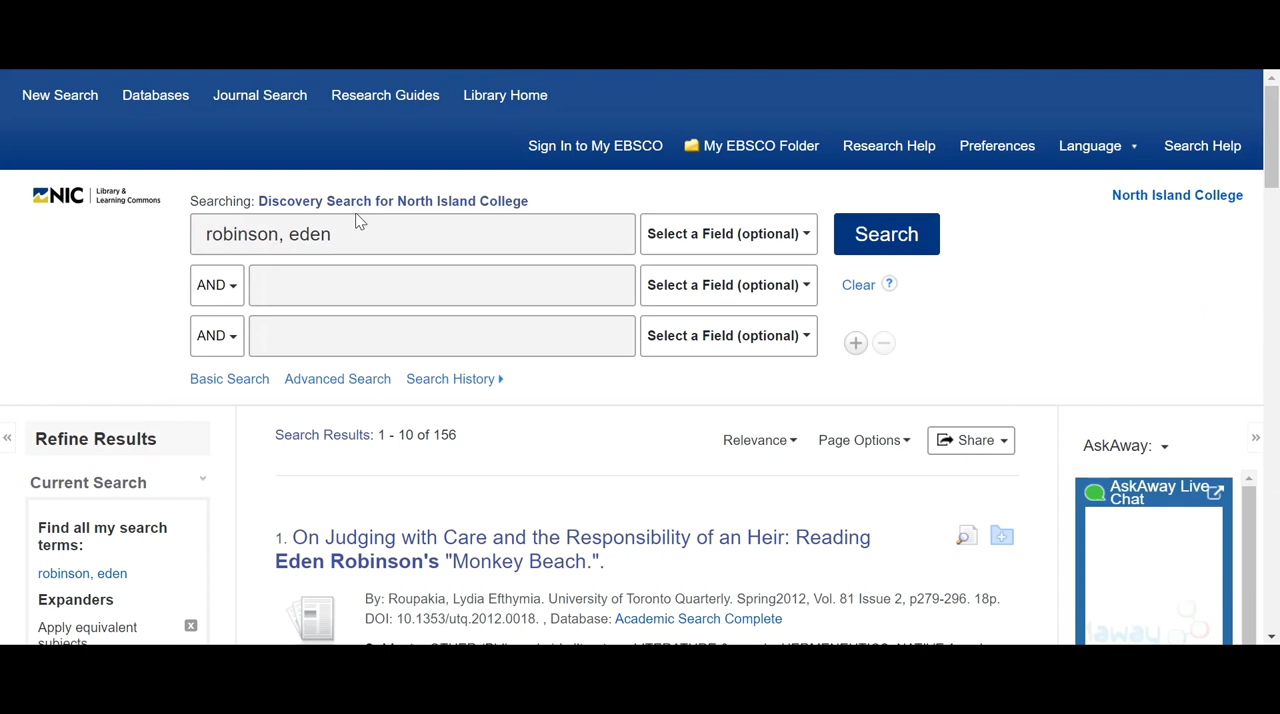 New Search Databases Journal Search Research Guides Library Home
Sign In to My EBSCO My EBSCO Folder Research Help Preferences Language Search Help
NIC Library &
Learning Commons
Searching: Discovery Search for North Island College
North Island College
robinson, eden Select a Field (optional) Search
AND Select a Field (optional) Clear ?
AND Select a Field (optional)
Basic Search Advanced Search Search History
Refine Results
Current Search
Find all my search
terms:
robinson, eden
Expanders
Apply equivalent
subjects
Search Results: 1 - 10 of 156
Relevance Page Options Share
1. On Judging with Care and the Responsibility of an Heir: Reading
Eden Robinson's "Monkey Beach.".
By: Roupakia, Lydia Efthymia. University of Toronto Quarterly. Spring2012, Vol. 81 Issue 2, p279-296. 18p.
DOI: 10.1353/utq.2012.0018. , Database: Academic Search Complete
AskAway:
AskAway Live
Chat